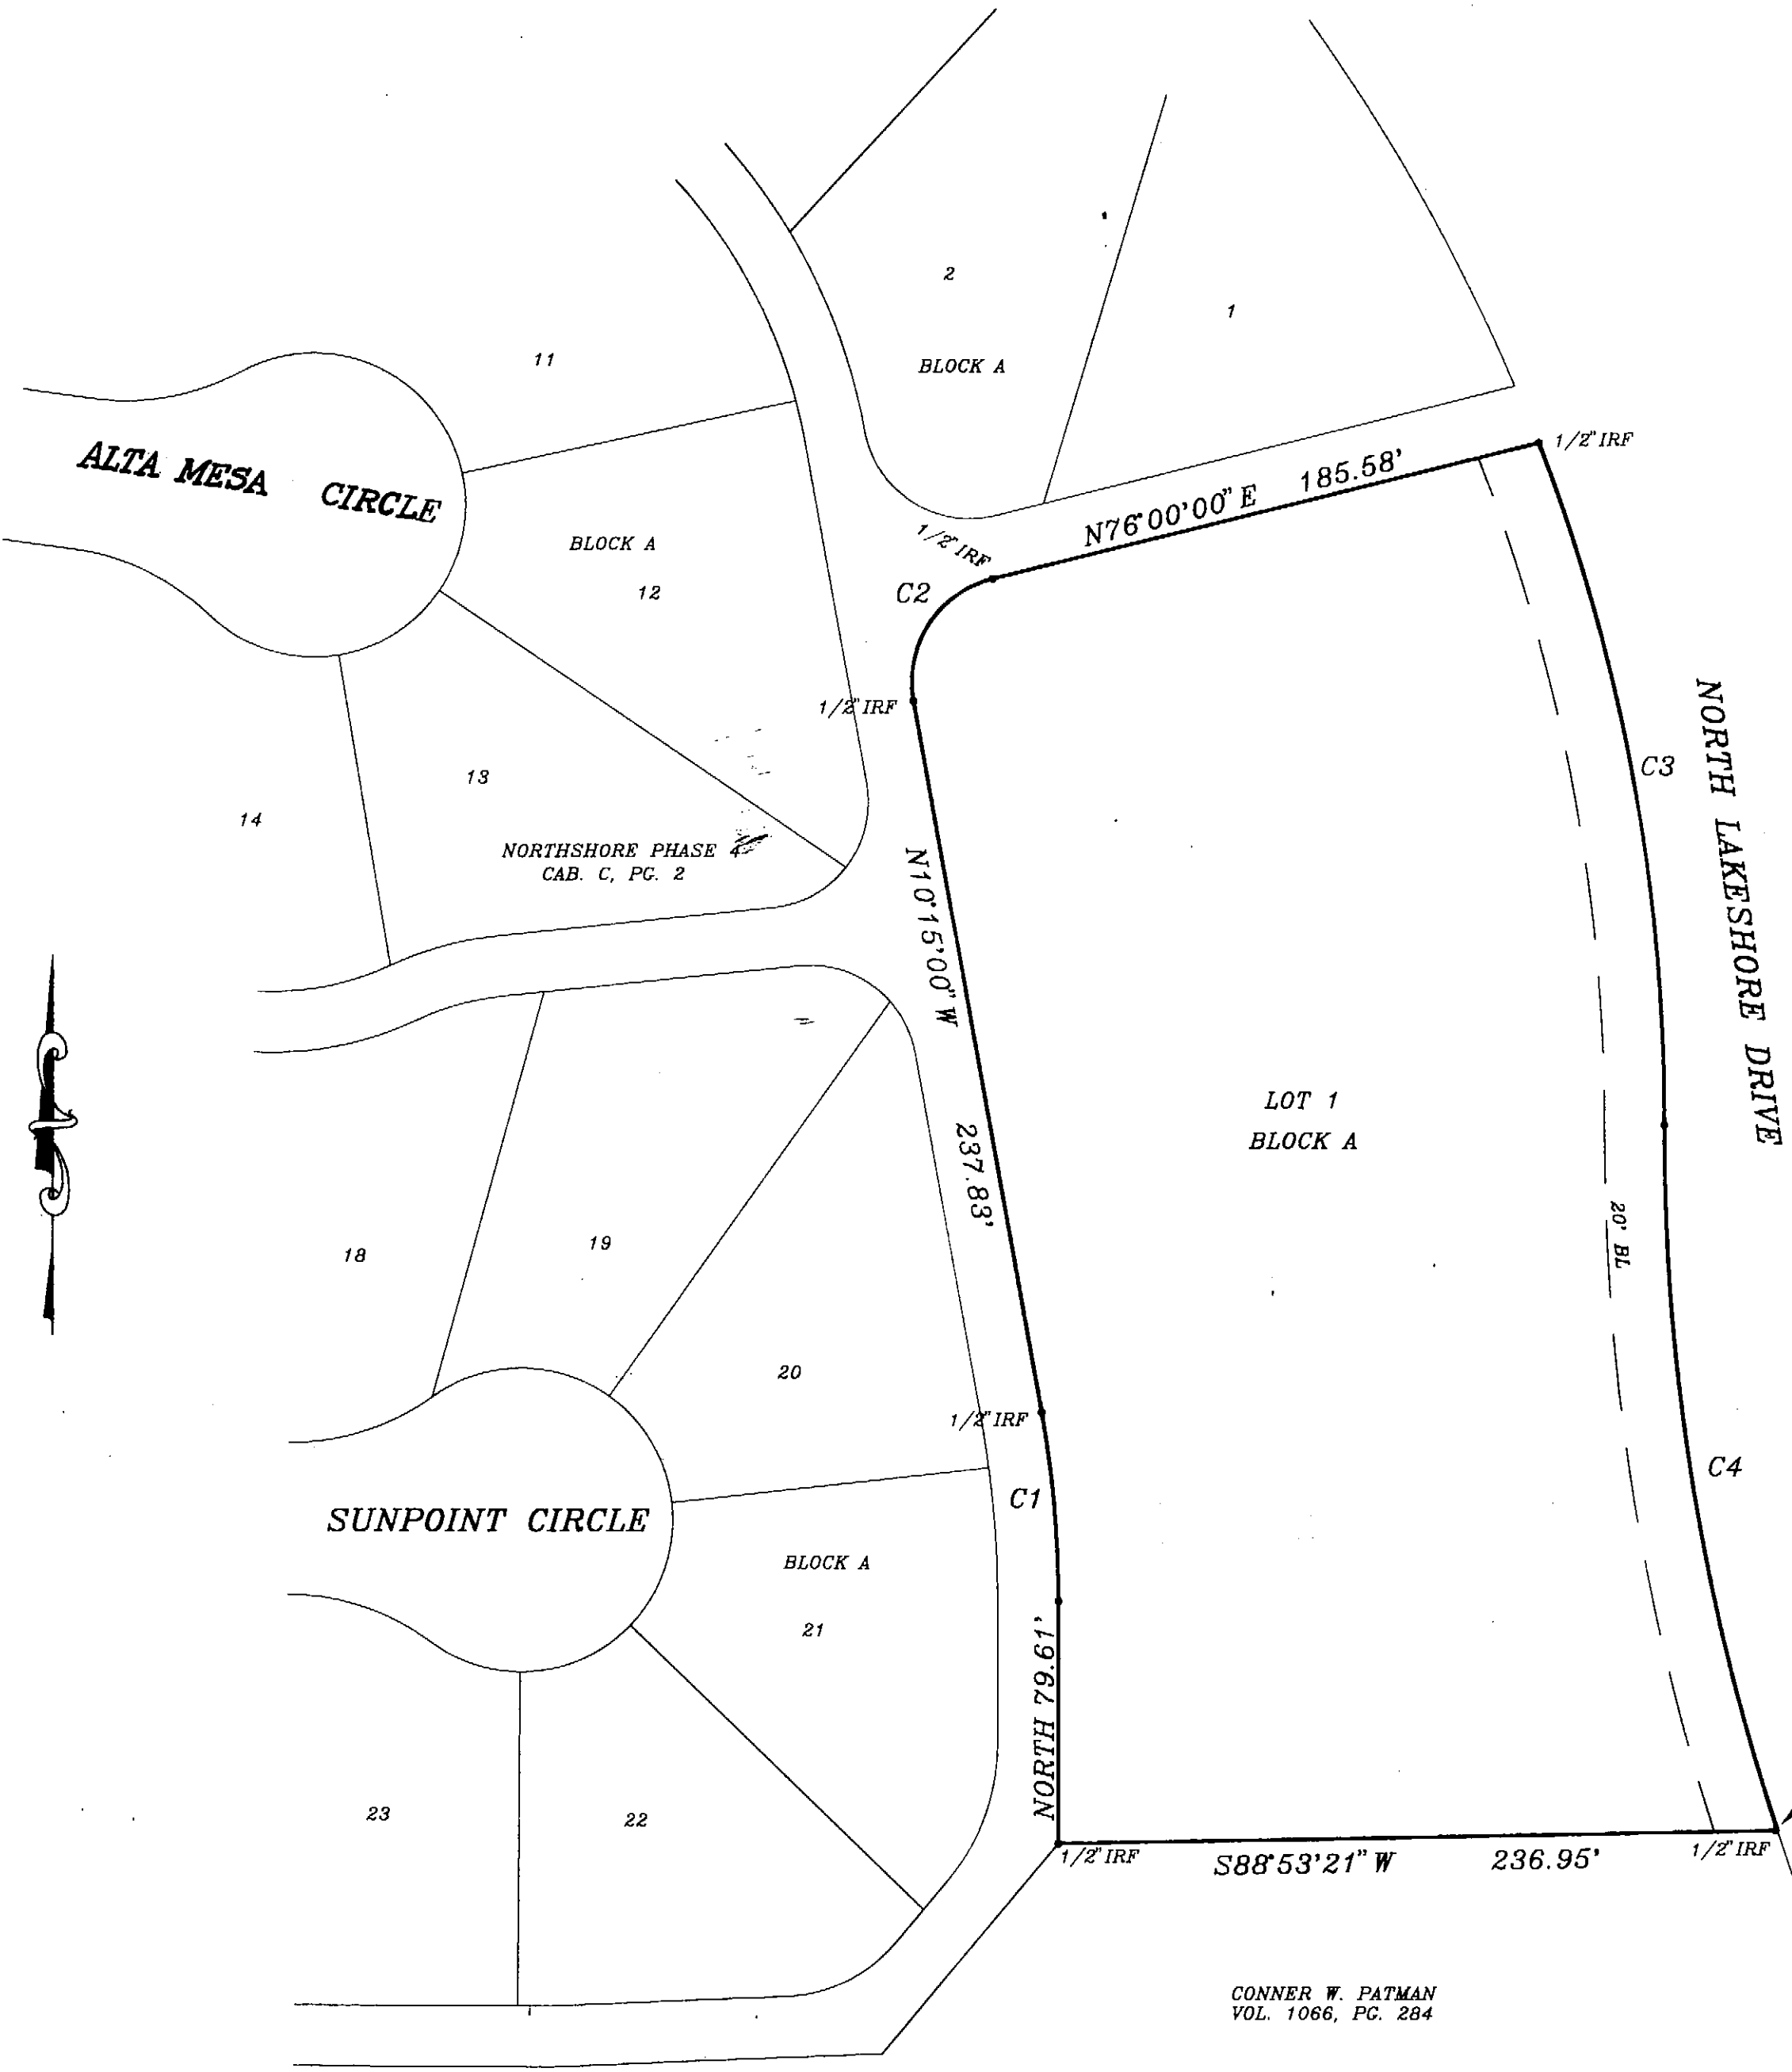 2
1
BLOCK A
11
1/2" IRF
ALTA MESA CIRCLE
N76°00'00" E 185.58'
1/2" IRF
BLOCK A
12
C2
1/2" IRF
13
C3
NORTH LAKESHORE DRIVE
14
NORTHSHORE PHASE 4
CAB. C, PG. 2
N10°15'00" W
237.83'
LOT 1
BLOCK A
20' BL
18
19
20
1/2" IRF
C4
C1
SUNPOINT CIRCLE
BLOCK A
21
NORTH 79.61'
23
22
1/2" IRF
S88°53'21" W 236.95'
1/2" IRF
CONNER W. PATMAN
VOL. 1066, PG. 284